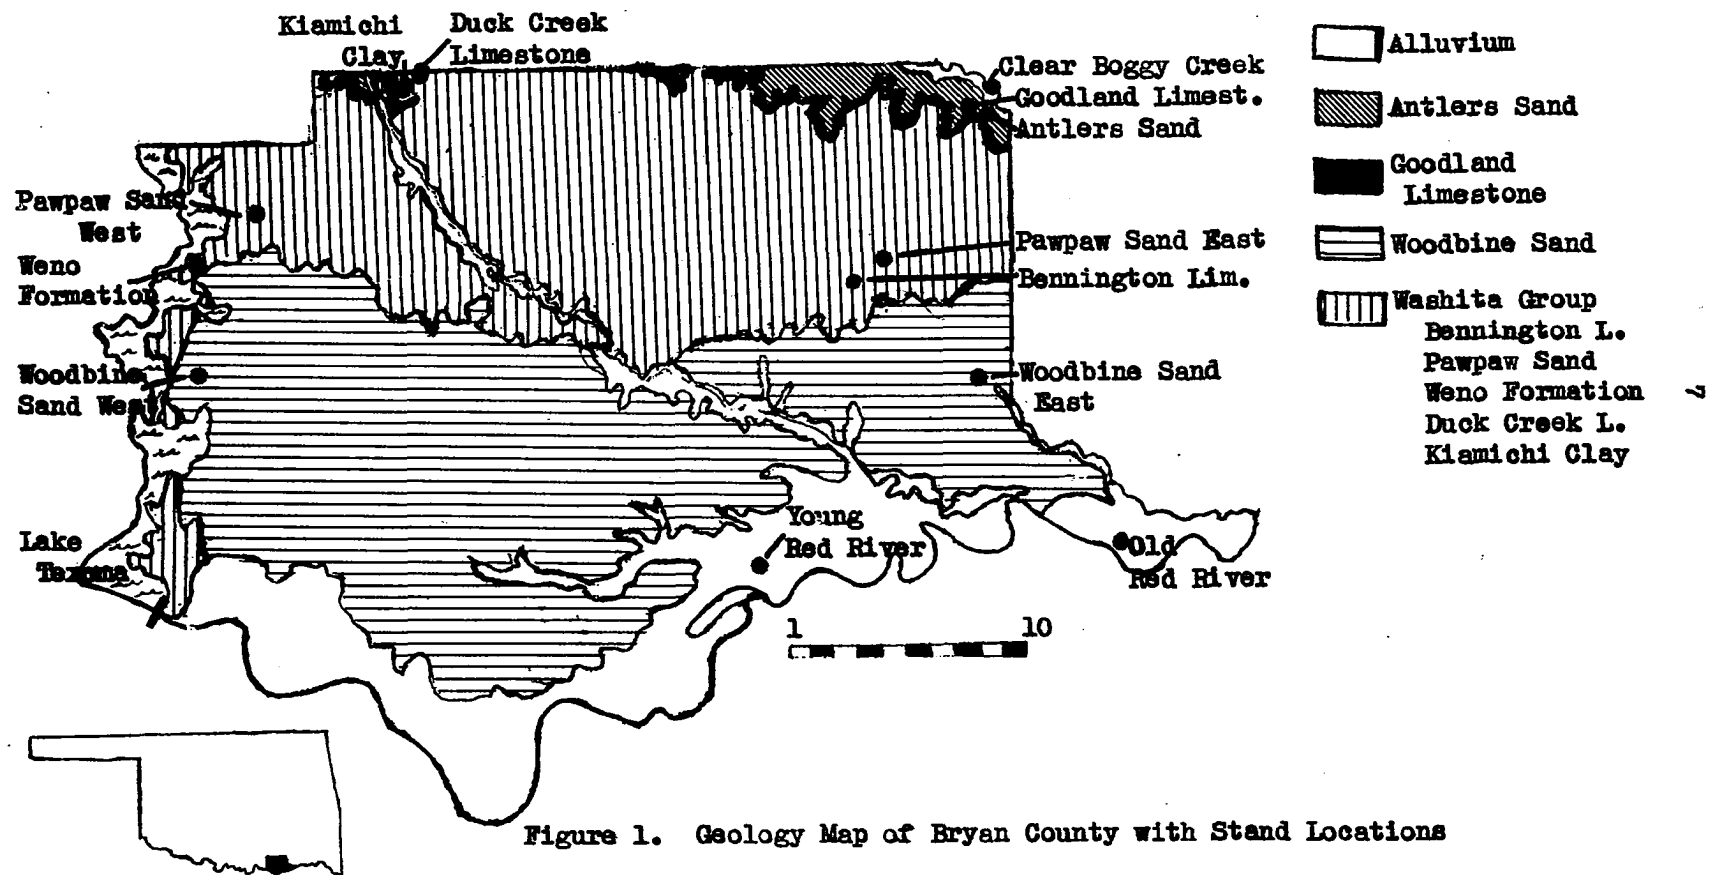 Kiamichi
Clay
Duck Creek
Limestone
Clear Boggy Creek
Goodland Limest.
Antlers Sand
Pawpaw Sand
West
Weno
Formation
Pawpaw Sand East
Bennington Lim.
Woodbine
Sand West
Woodbine Sand
East
Lake
Texoma
Young
Red River
Old
Red River
1 10
Alluvium
Antlers Sand
Goodland
Limestone
Woodbine Sand
Washita Group
Bennington L.
Pawpaw Sand
Weno Formation
Duck Creek L.
Kiamichi Clay
7
Figure 1. Geology Map of Bryan County with Stand Locations